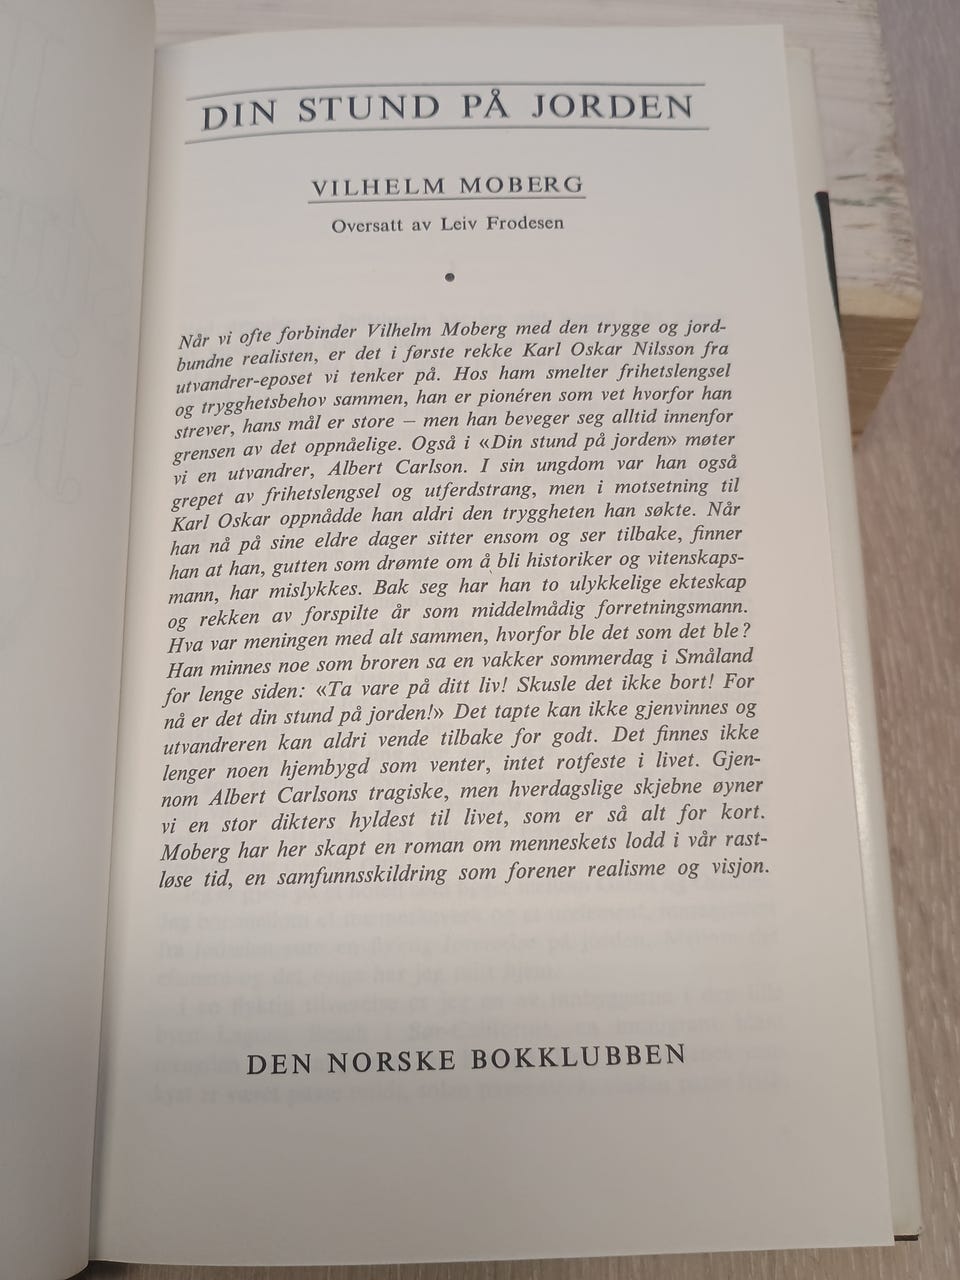 DIN STUND PÅ JORDEN
VILHELM MOBERG
Oversatt av Leiv Frodesen
•
Når vi ofte forbinder Vilhelm Moberg med den trygge og jord-
bundne realisten, er det i første rekke Karl Oskar Nilsson fra
utvandrer-eposet vi tenker på. Hos ham smelter frihetslengsel
og trygghetsbehov sammen, han er pionéren som vet hvorfor han
strever, hans mål er store – men han beveger seg alltid innenfor
grensen av det oppnåelige. Også i «Din stund på jorden» møter
vi en utvandrer, Albert Carlson. I sin ungdom var han også
grepet av frihetslengsel og utferdstrang, men i motsetning til
Karl Oskar oppnådde han aldri den tryggheten han søkte. Når
han nå på sine eldre dager sitter ensom og ser tilbake, finner
han at han, gutten som drømte om å bli historiker og vitenskaps-
mann, har mislykkes. Bak seg har han to ulykkelige ekteskap
og rekken av forspilte år som middelmådig forretningsmann.
Hva var meningen med alt sammen, hvorfor ble det som det ble?
Han minnes noe som broren sa en vakker sommerdag i Småland
for lenge siden: «Ta vare på ditt liv! Skusle det ikke bort! For
nå er det din stund på jorden!» Det tapte kan ikke gjenvinnes og
utvandreren kan aldri vende tilbake for godt. Det finnes ikke
lenger noen hjembygd som venter, intet rotfeste i livet. Gjen-
nom Albert Carlsons tragiske, men hverdagslige skjebne øyner
vi en stor dikters hyldest til livet, som er så alt for kort.
Moberg har her skapt en roman om menneskets lodd i vår rast-
løse tid, en samfunnsskildring som forener realisme og visjon.
DEN NORSKE BOKKLUBBEN